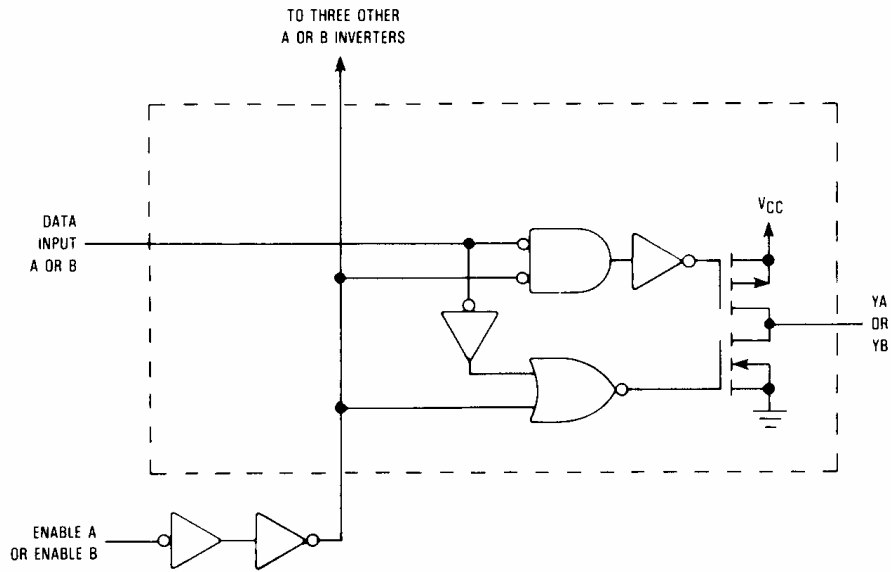 TO THREE OTHER
A OR B INVERTERS
DATA
INPUT
A OR B
VCC
YA
OR
YB
ENABLE A
OR ENABLE B